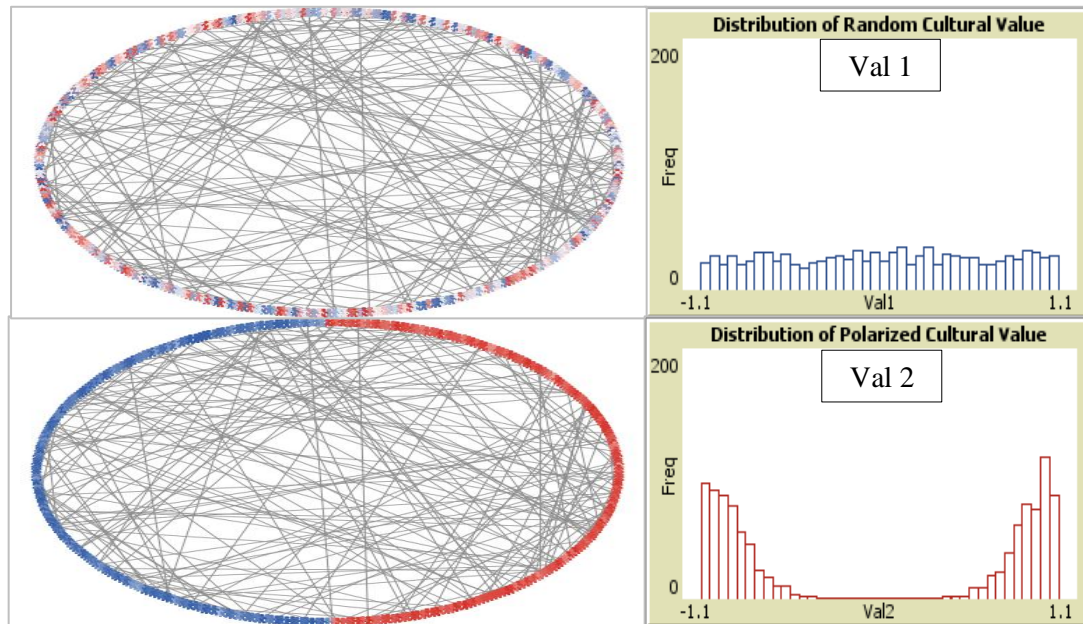 Distribution of Random Cultural Value
Val 1
200
Freq
0
-1.1
Val1
1.1
Distribution of Polarized Cultural Value
Val 2
200
Freq
0
-1.1
Val2
1.1